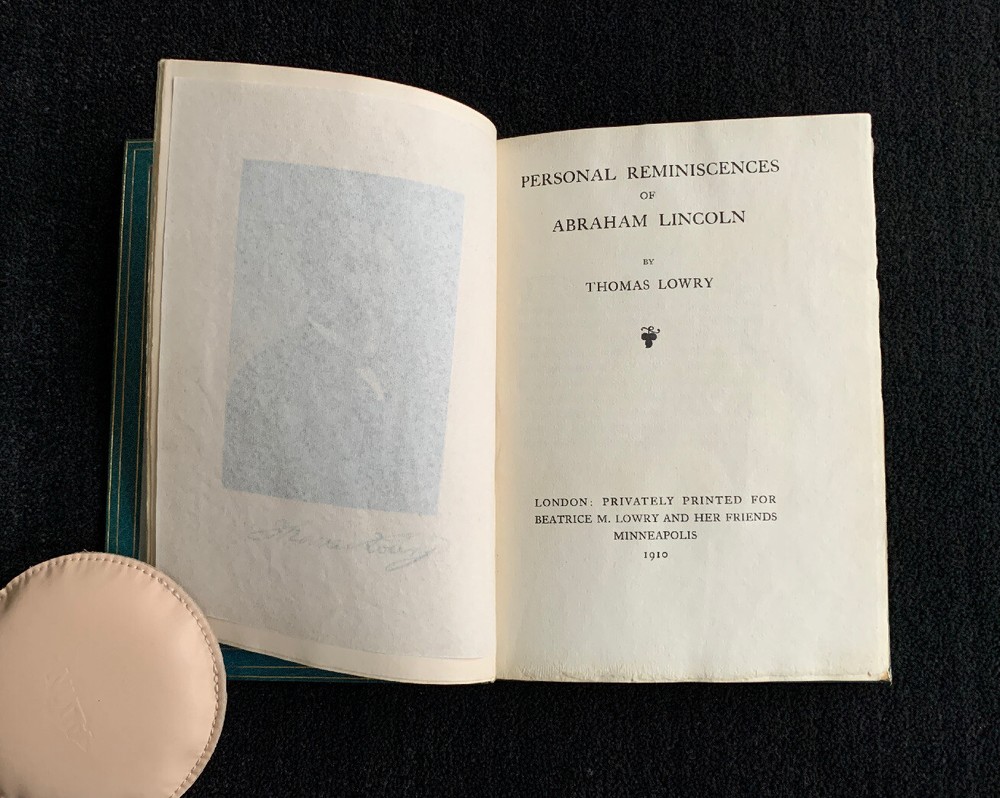 PERSONAL REMINISCENCES
OF
ABRAHAM LINCOLN
BY
THOMAS LOWRY
LONDON: PRIVATELY PRINTED FOR
BEATRICE M. LOWRY AND HER FRIENDS
MINNEAPOLIS
1910